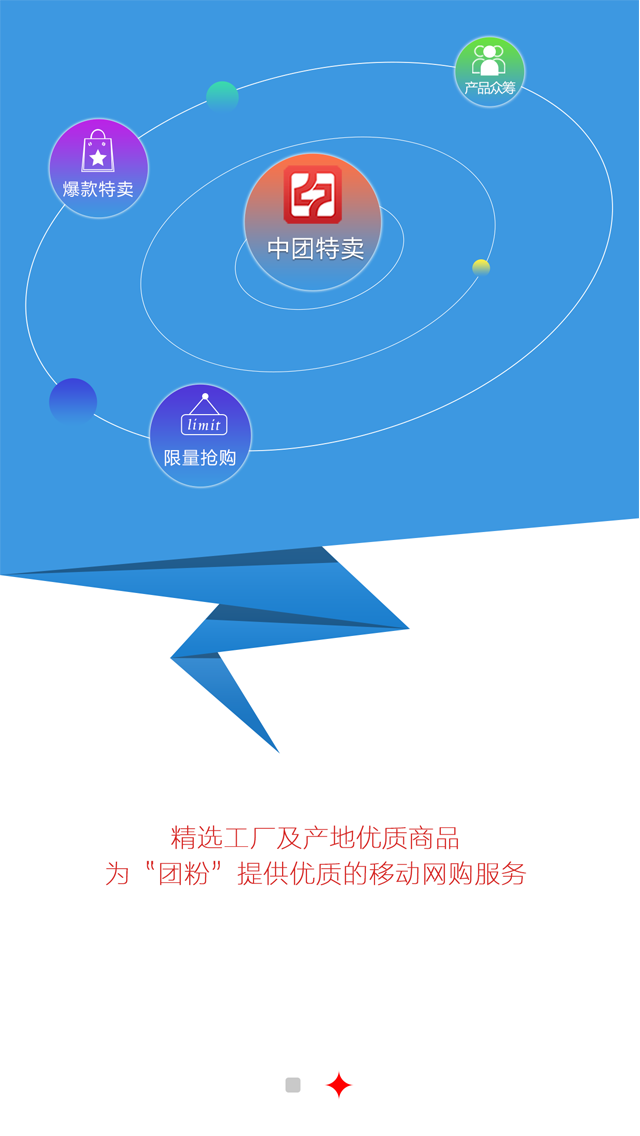 产品众筹
爆款特卖
中团特卖
limit
限量抢购
精选工厂及产地优质商品
为“团粉”提供优质的移动网购服务